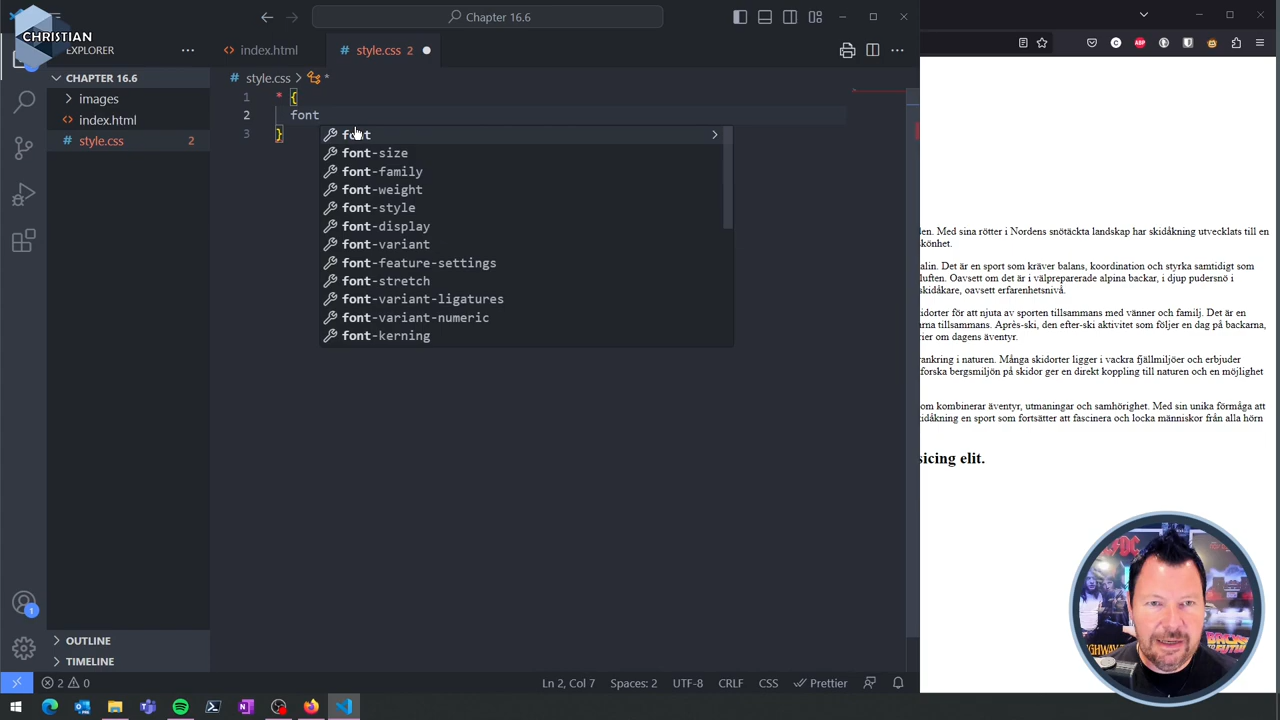 CHRISTIAN
Chapter 16.6
EXPLORER
index.html
style.css 2
CHAPTER 16.6
style.css > *
images
index.html
style.css 2
1 * {
2 font
3 }
font
font-size
font-family
font-weight
font-style
font-display
font-variant
font-feature-settings
font-stretch
font-variant-ligatures
font-variant-numeric
font-kerning
den. Med sina rötter i Nordens snötäckta landskap har skidåkning utvecklats till en
skönhet.
alin. Det är en sport som kräver balans, koordination och styrka samtidigt som
luften. Oavsett om det är i välpreparerade alpina backar, i djup pudersnö i
skidåkare, oavsett erfarenhetsnivå.
idorter för att njuta av sporten tillsammans med vänner och familj. Det är en
rna tillsammans. Après-ski, den efter-ski aktivitet som följer en dag på backarna,
rier om dagens äventyr.
ankring i naturen. Många skidorter ligger i vackra fjällmiljöer och erbjuder
forska bergsmiljön på skidor ger en direkt koppling till naturen och en möjlighet
om kombinerar äventyr, utmaningar och samhörighet. Med sin unika förmåga att
idåkning en sport som fortsätter att fascinera och locka människor från alla hörn
sicing elit.
OUTLINE
TIMELINE
1
2 0
Ln 2, Col 7
Spaces: 2
UTF-8
CRLF
CSS
Prettier